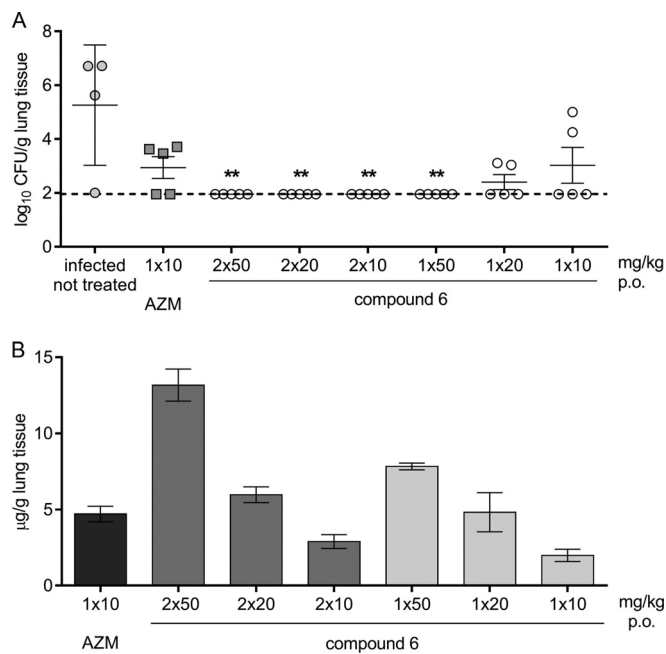 A
log10 CFU/g lung tissue
8
6
4
2
0
** ** ** **
infected not treated 1x10 2x50 2x20 2x10 1x50 1x20 1x10 mg/kg p.o.
AZM compound 6
B
µg/g lung tissue
15
10
5
0
1x10 2x50 2x20 2x10 1x50 1x20 1x10 mg/kg p.o.
AZM compound 6